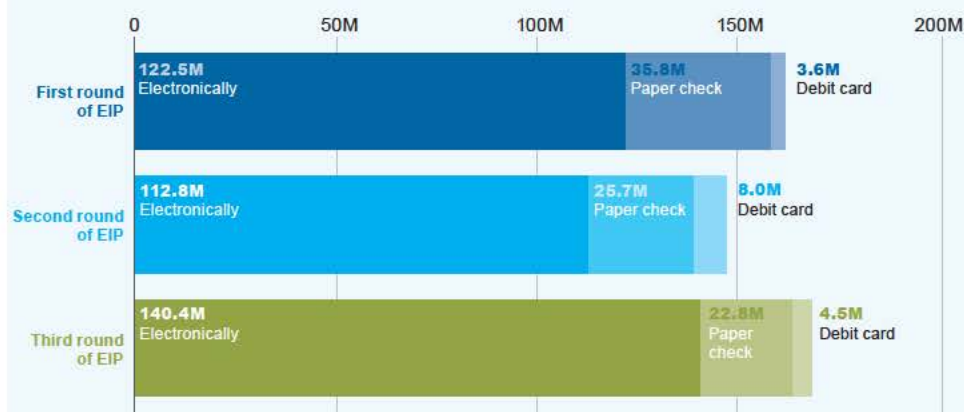 0 50M 100M 150M 200M
First round
of EIP
122.5M
Electronically
35.8M
Paper check
3.6M
Debit card
Second round
of EIP
112.8M
Electronically
25.7M
Paper check
8.0M
Debit card
Third round
of EIP
140.4M
Electronically
22.8M
Paper
check
4.5M
Debit card